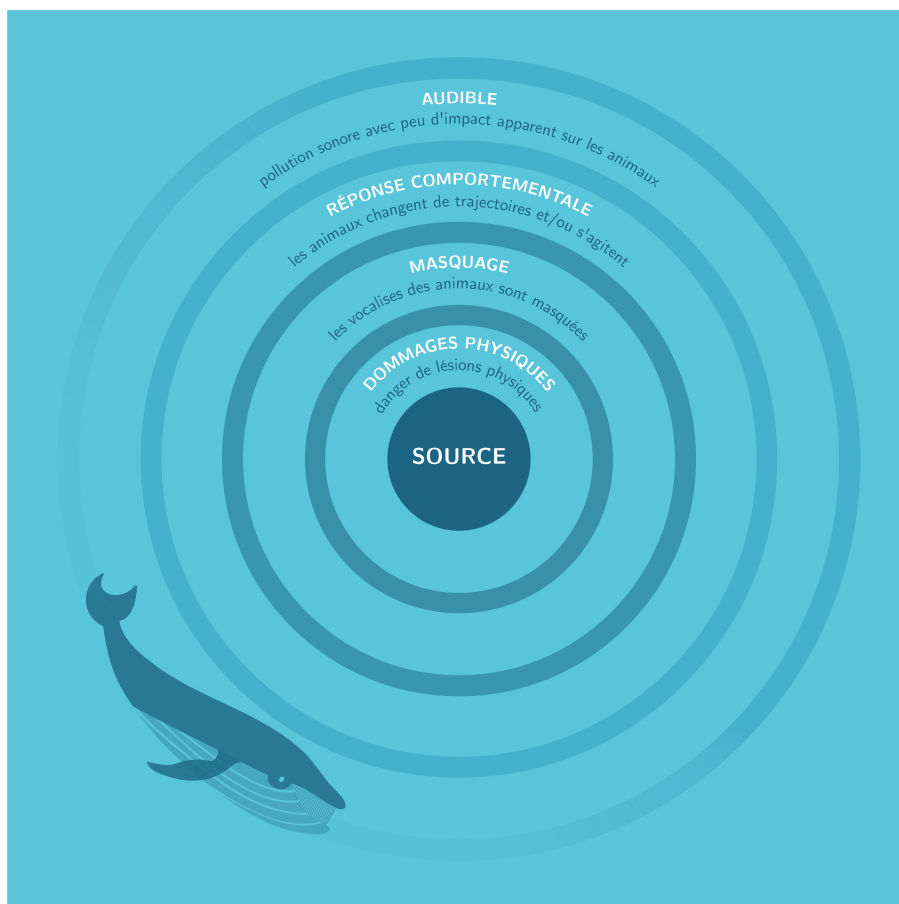 AUDIBLE
pollution sonore avec peu d'impact apparent sur les animaux
RÉPONSE COMPORTEMENTALE
les animaux changent de trajectoires et/ou s'agitent
MASQUAGE
les vocalises des animaux sont masquées
DOMMAGES PHYSIQUES
danger de lésions physiques
SOURCE